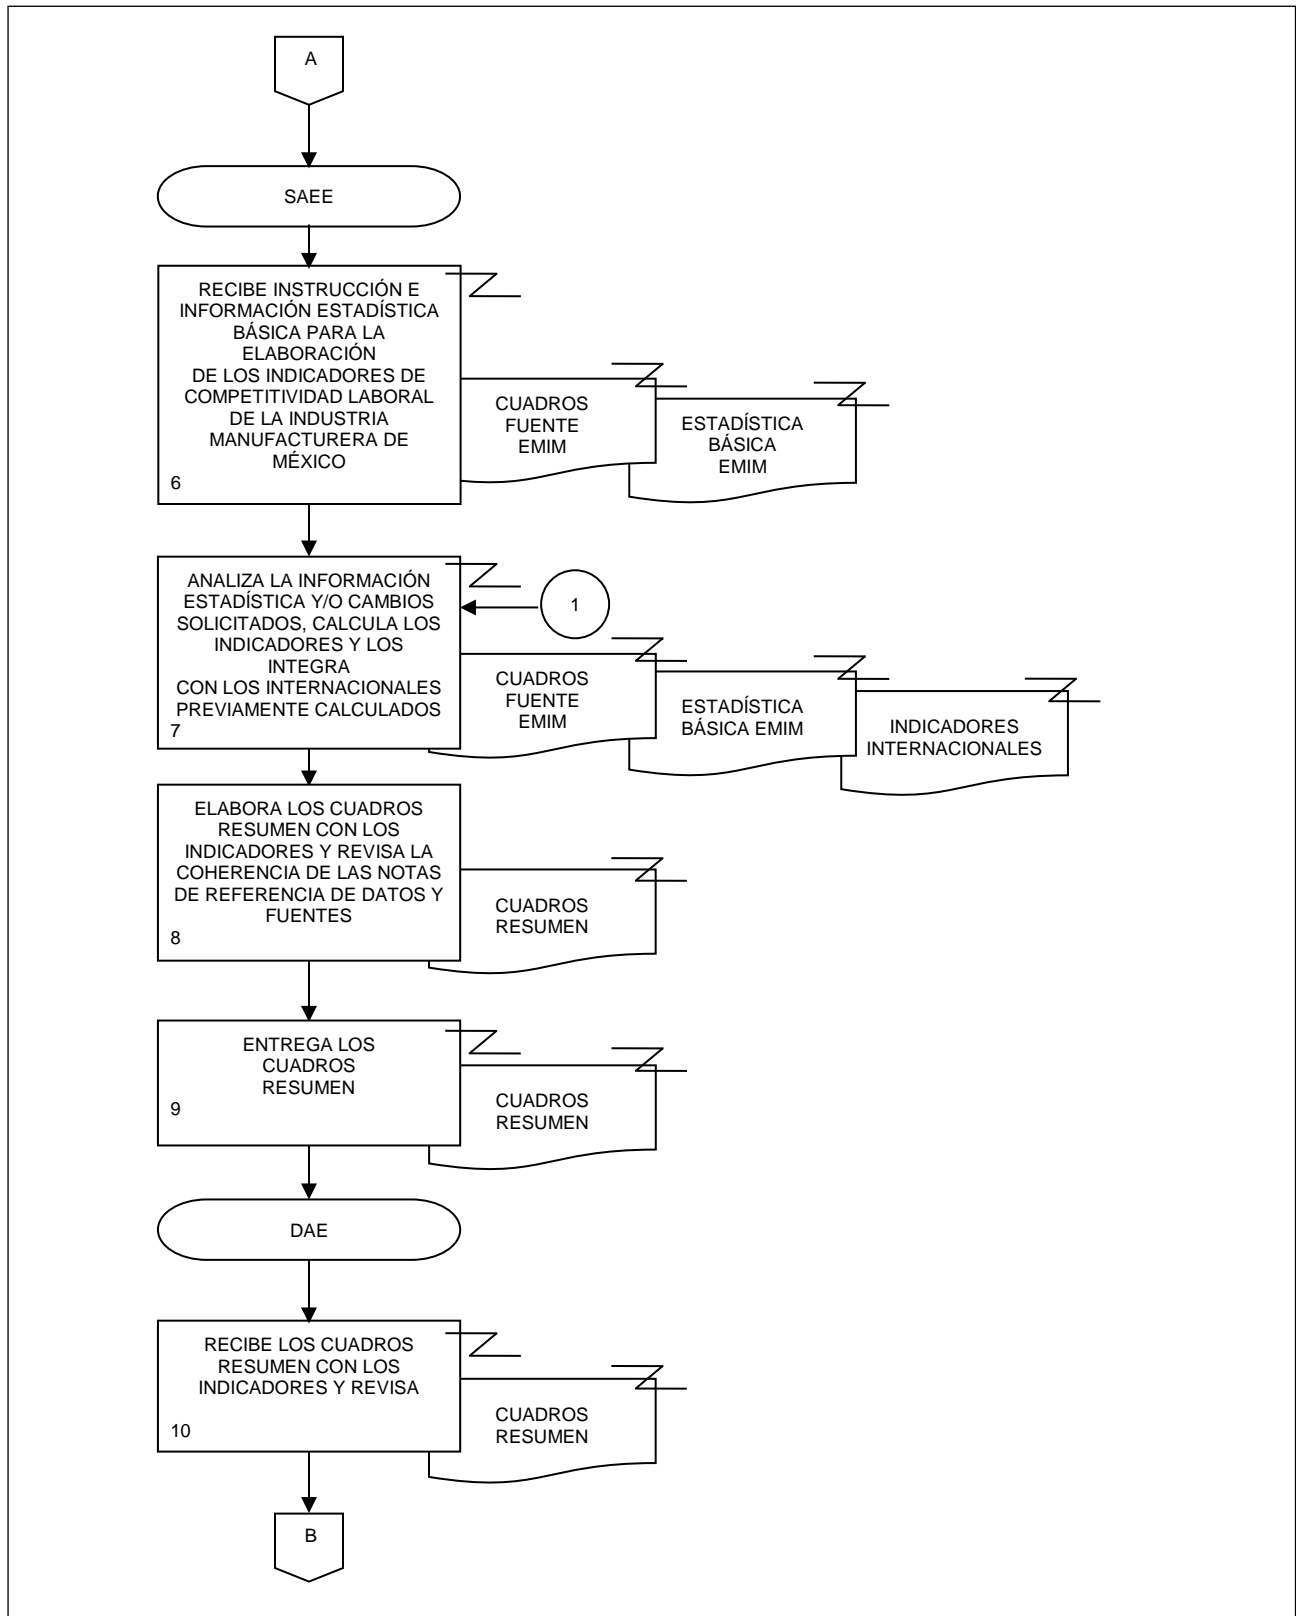 A
SAEE
RECIBE INSTRUCCIÓN E
INFORMACIÓN ESTADÍSTICA
BÁSICA PARA LA
ELABORACIÓN
DE LOS INDICADORES DE
COMPETITIVIDAD LABORAL
DE LA INDUSTRIA
MANUFACTURERA DE
MÉXICO
6
CUADROS
FUENTE
EMIM
ESTADÍSTICA
BÁSICA
EMIM
ANALIZA LA INFORMACIÓN
ESTADÍSTICA Y/O CAMBIOS
SOLICITADOS, CALCULA LOS
INDICADORES Y LOS
INTEGRA
CON LOS INTERNACIONALES
PREVIAMENTE CALCULADOS
7
1
CUADROS
FUENTE
EMIM
ESTADÍSTICA
BÁSICA EMIM
INDICADORES
INTERNACIONALES
ELABORA LOS CUADROS
RESUMEN CON LOS
INDICADORES Y REVISA LA
COHERENCIA DE LAS NOTAS
DE REFERENCIA DE DATOS Y
FUENTES
8
CUADROS
RESUMEN
ENTREGA LOS
CUADROS
RESUMEN
9
CUADROS
RESUMEN
DAE
RECIBE LOS CUADROS
RESUMEN CON LOS
INDICADORES Y REVISA
10
CUADROS
RESUMEN
B